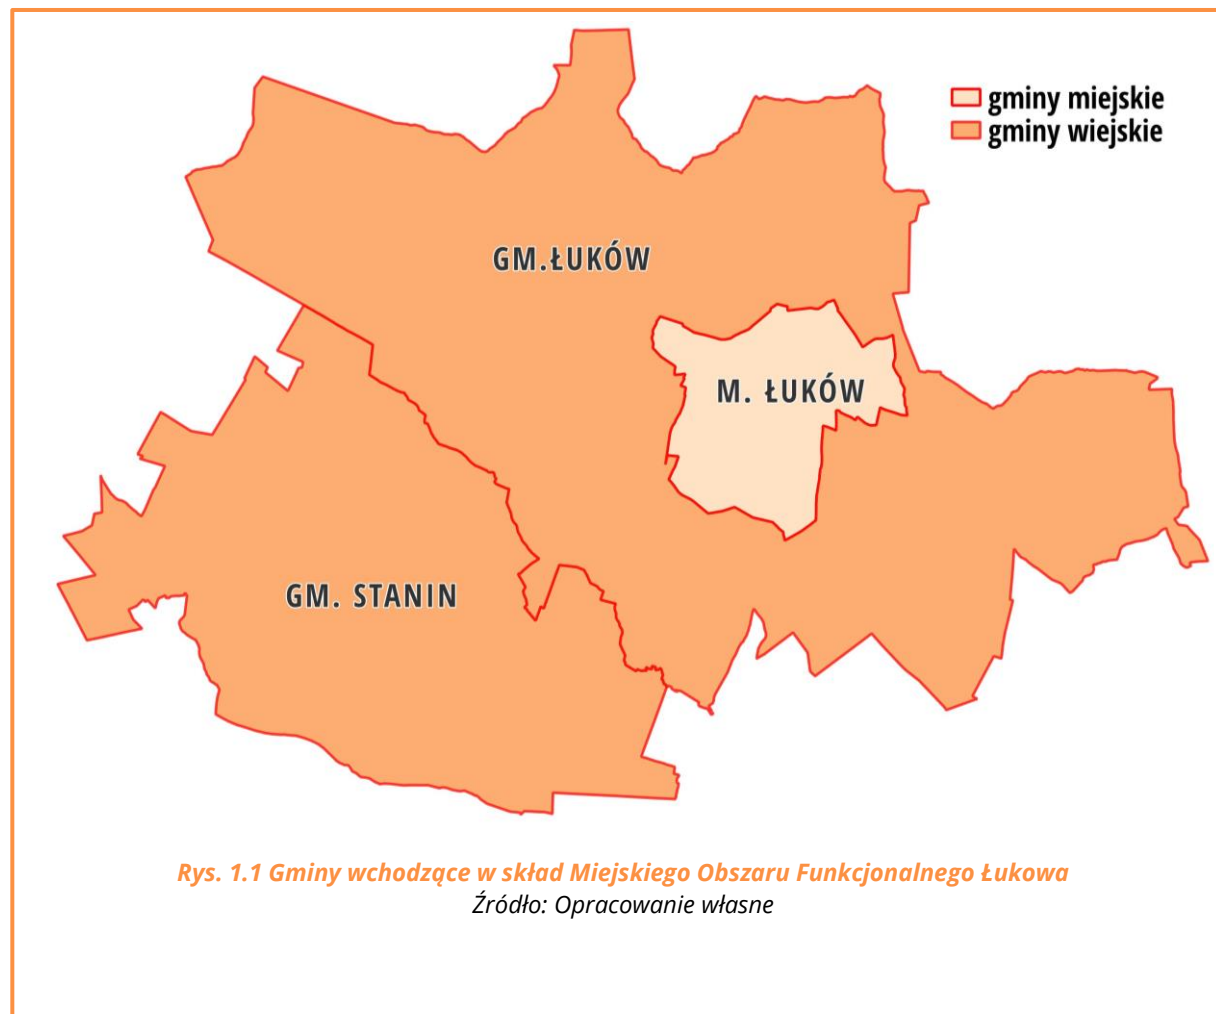 gminy miejskie
gminy wiejskie
GM.ŁUKÓW
M. ŁUKÓW
GM. STANIN
Rys. 1.1 Gminy wchodzące w skład Miejskiego Obszaru Funkcjonalnego Łukowa
Źródło: Opracowanie własne